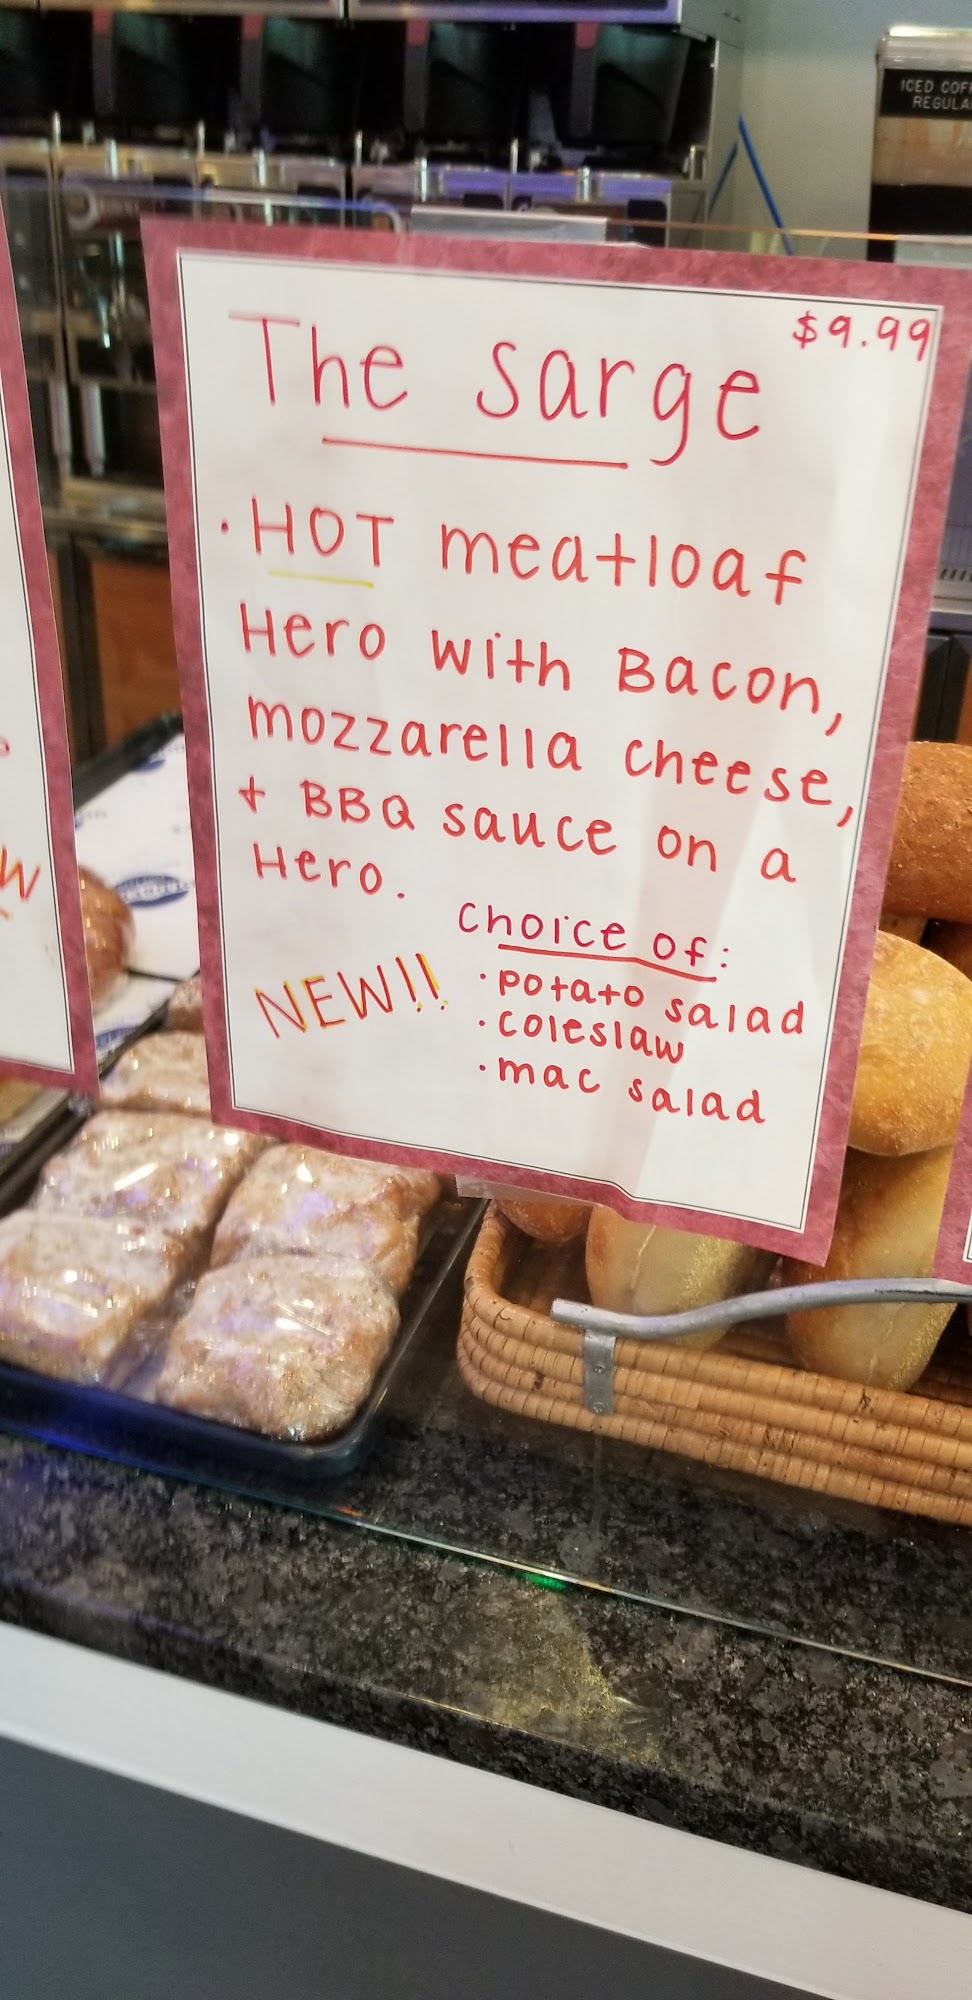 ICED COF
REGULA
$9.99
The Sarge
• HOT meatloaf
Hero with Bacon,
mozzarella cheese,
+ BBQ sauce on a
Hero.
choice of:
NEW!!
• potato salad
• coleslaw
• mac salad
W